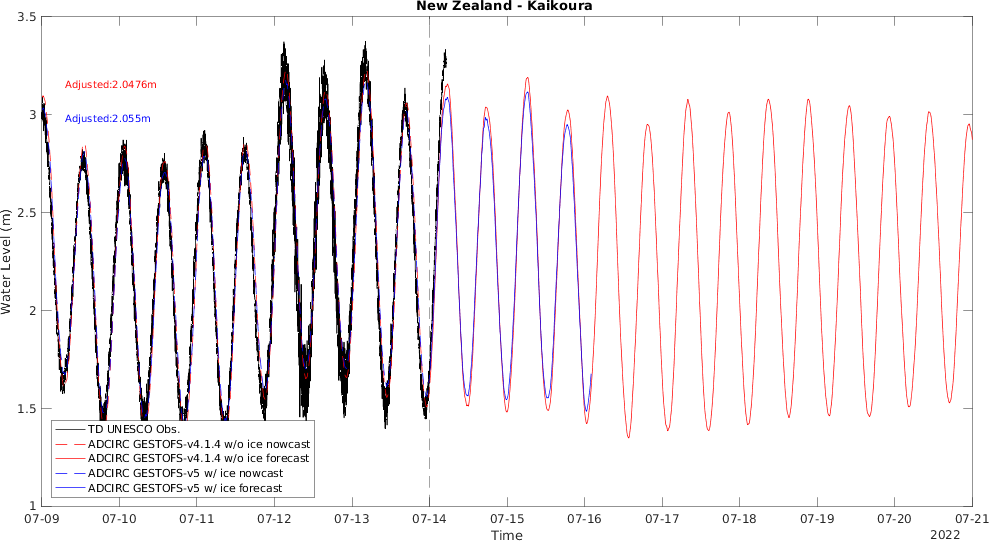 New Zealand - Kaikoura
3.5
3
2.5
2
1.5
1
Water Level (m)
Adjusted:2.0476m
Adjusted:2.055m
TD UNESCO Obs.
ADCIRC GESTOFS-v4.1.4 w/o ice nowcast
ADCIRC GESTOFS-v4.1.4 w/o ice forecast
ADCIRC GESTOFS-v5 w/ ice nowcast
ADCIRC GESTOFS-v5 w/ ice forecast
07-09 07-10 07-11 07-12 07-13 07-14 07-15 07-16 07-17 07-18 07-19 07-20 07-21
Time
2022